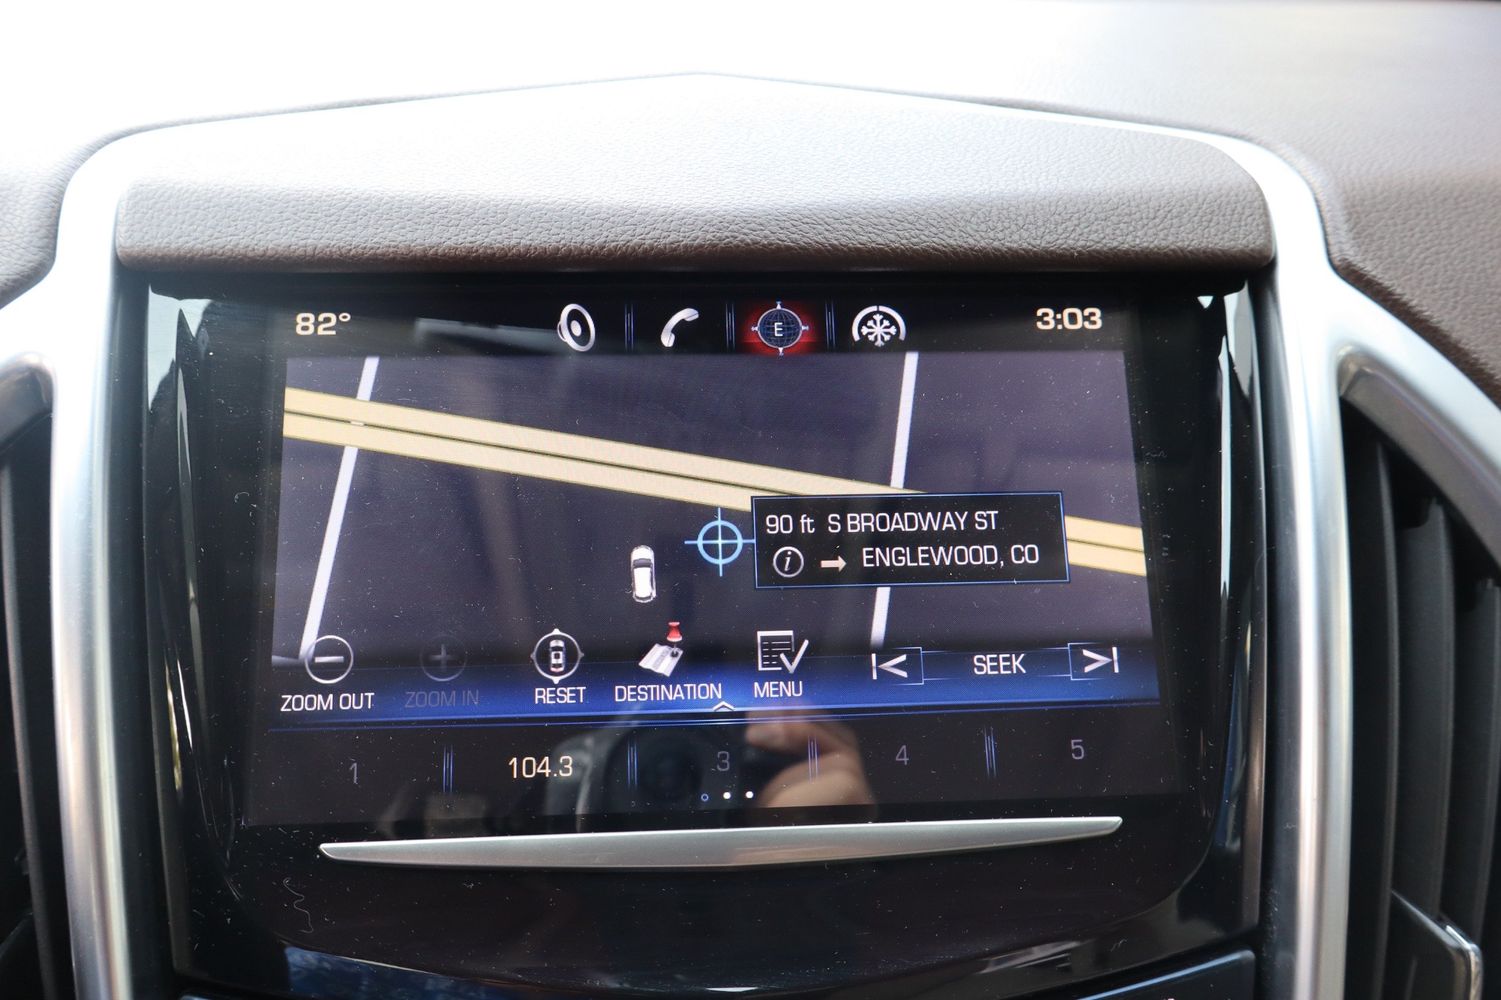 82°
E
3:03
90 ft S BROADWAY ST
i ENGLEWOOD, CO
ZOOM OUT
ZOOM IN
RESET
DESTINATION
MENU
SEEK
1
104.3
3
4
5